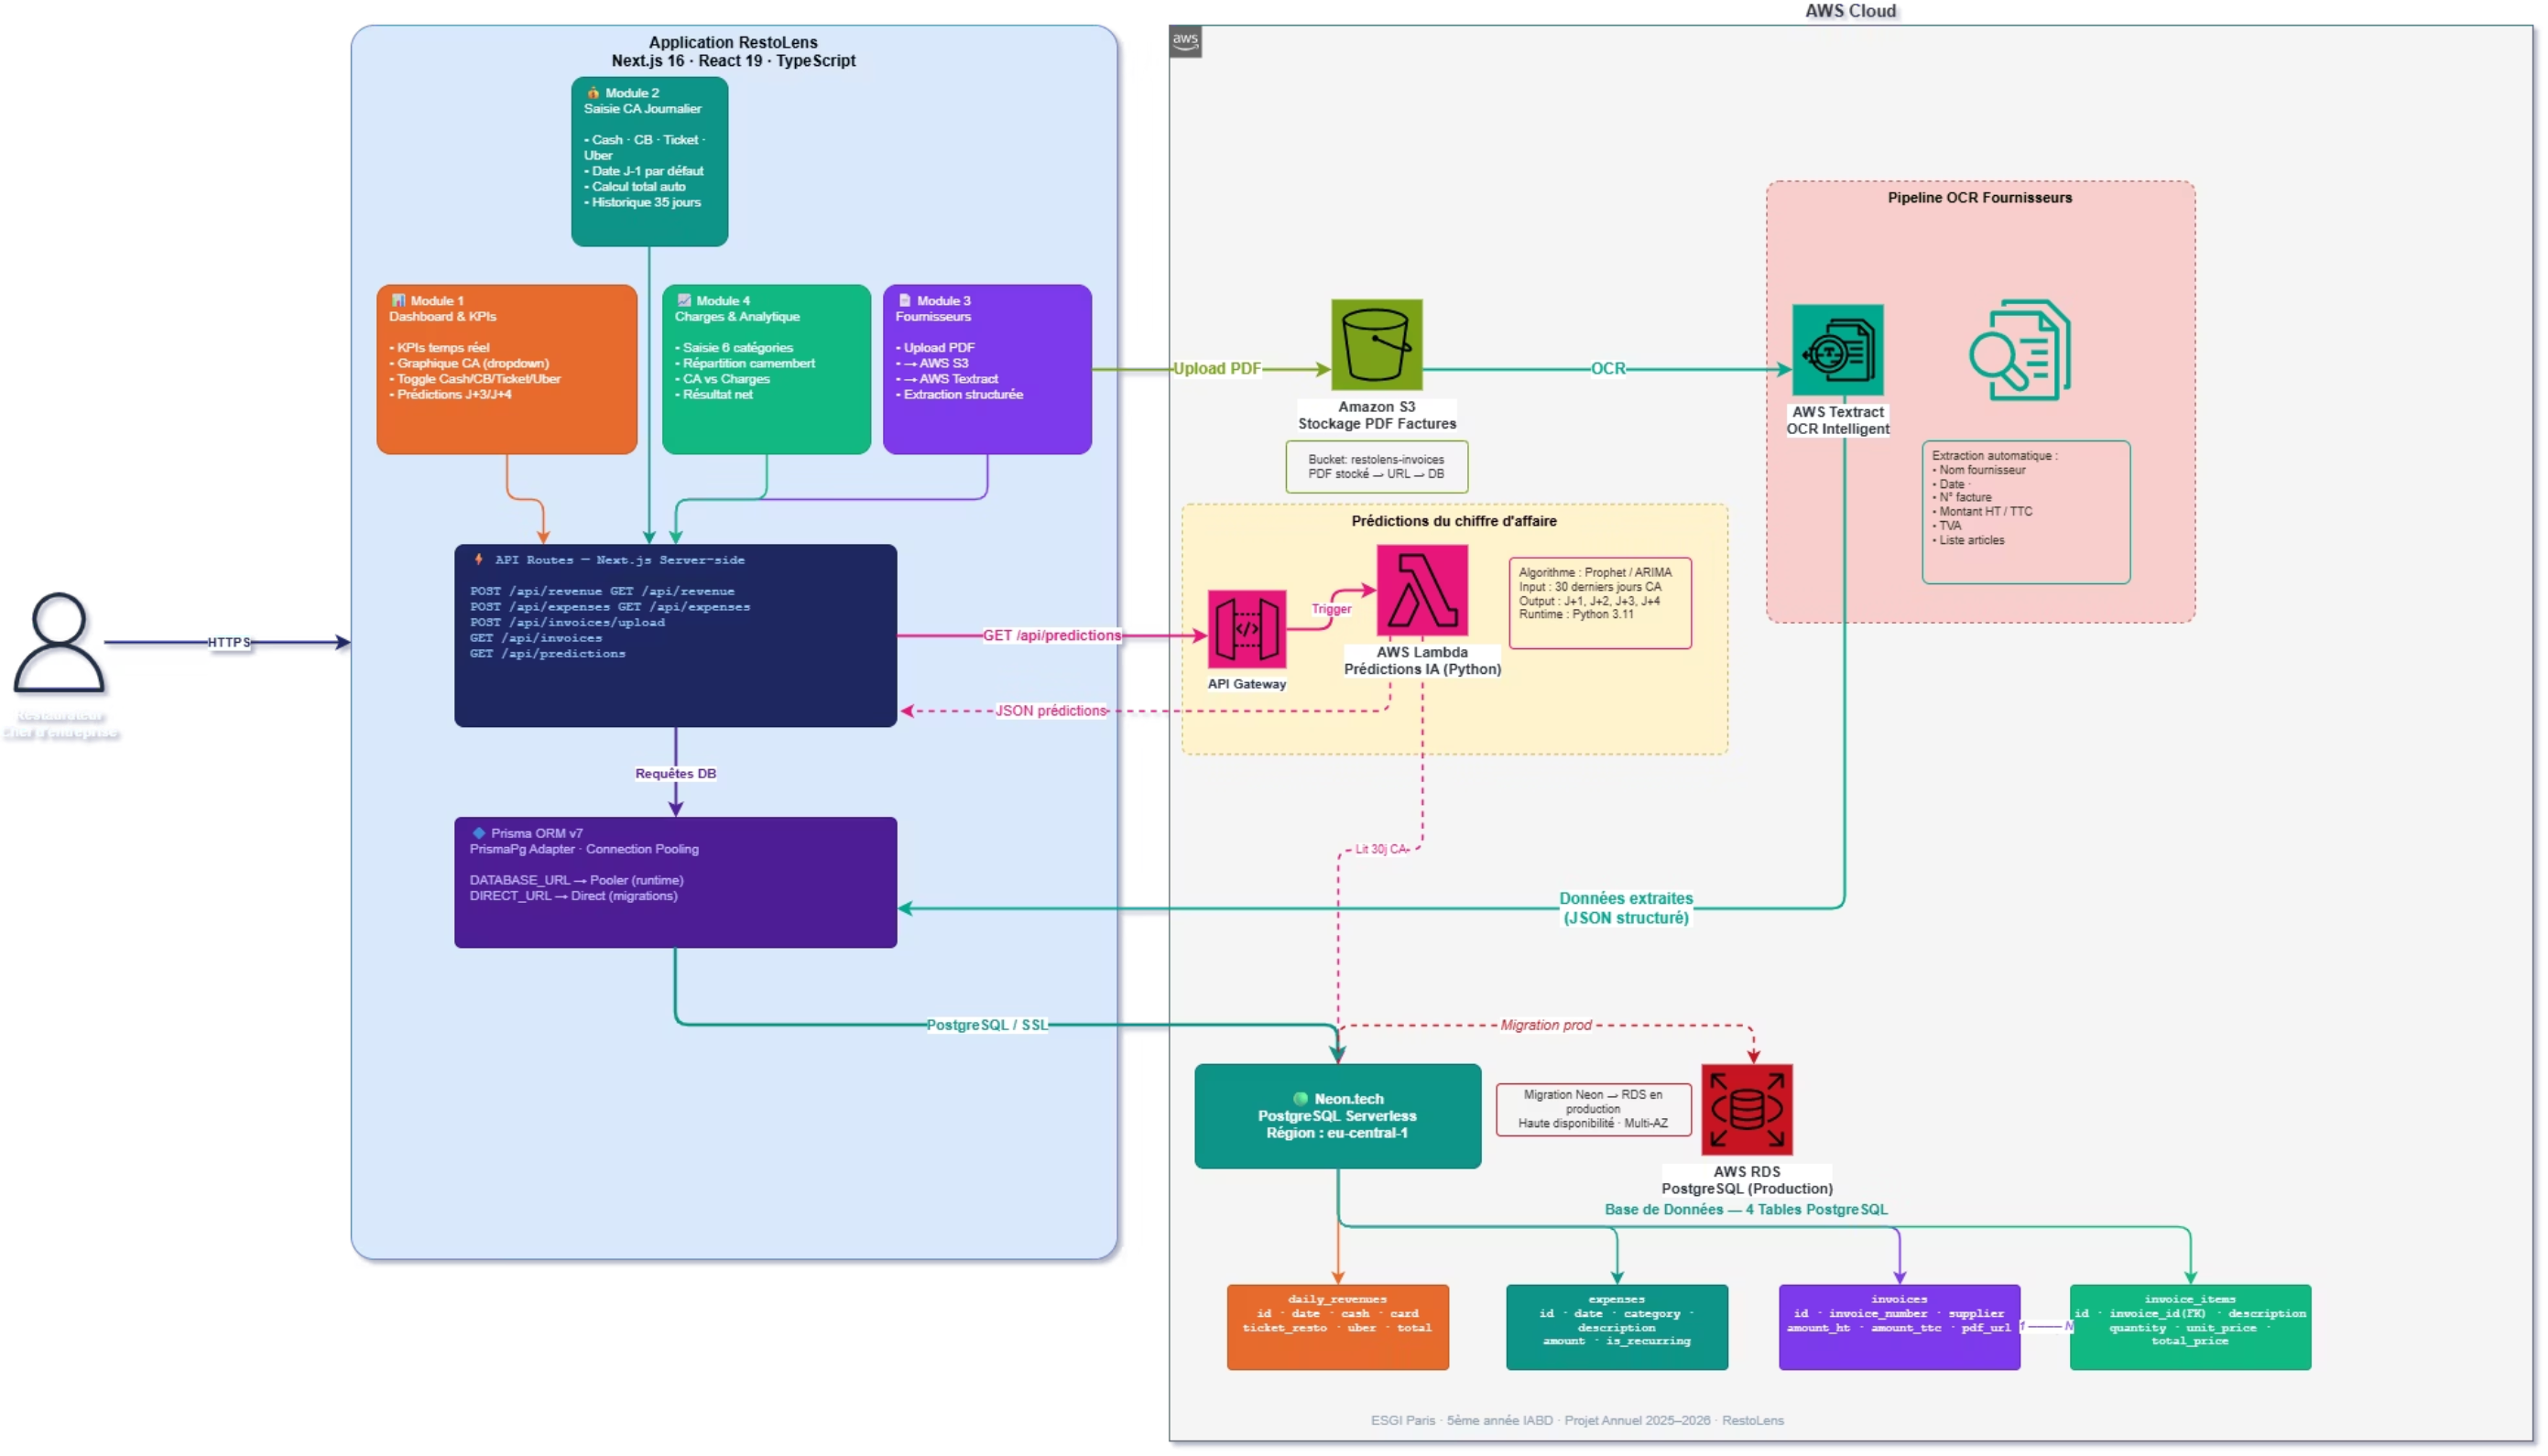 AWS Cloud
aws
Application RestoLens
Next.js 16 · React 19 · TypeScript
Module 2
Saisie CA Journalier
- Cash · CB · Ticket ·
Uber
- Date J-1 par défaut
- Calcul total auto
- Historique 35 jours
Module 1
Dashboard & KPIs
- KPIs temps réel
- Graphique CA (dropdown)
- Toggle Cash/CB/Ticket/Uber
- Prédictions J+3/J+4
Module 4
Charges & Analytique
- Saisie 6 catégories
- Répartition camembert
- CA vs Charges
- Résultat net
Module 3
Fournisseurs
- Upload PDF
- → AWS S3
- → AWS Textract
- Extraction structurée
API Routes — Next.js Server-side
POST /api/revenue GET /api/revenue
POST /api/expenses GET /api/expenses
POST /api/invoices/upload
GET /api/invoices
GET /api/predictions
HTTPS
Restaurateur
Chef d'entreprise
Requêtes DB
Prisma ORM v7
PrismaPg Adapter · Connection Pooling
DATABASE_URL → Pooler (runtime)
DIRECT_URL → Direct (migrations)
Upload PDF
Amazon S3
Stockage PDF Factures
Bucket: restolens-invoices
PDF stocké → URL → DB
OCR
Pipeline OCR Fournisseurs
AWS Textract
OCR Intelligent
Extraction automatique :
• Nom fournisseur
• Date ·
• N° facture
• Montant HT / TTC
• TVA
• Liste articles
Prédictions du chiffre d'affaire
GET /api/predictions
API Gateway
Trigger
AWS Lambda
Prédictions IA (Python)
Algorithme : Prophet / ARIMA
Input : 30 derniers jours CA
Output : J+1, J+2, J+3, J+4
Runtime : Python 3.11
JSON prédictions
Lit 30j CA
Données extraites
(JSON structuré)
PostgreSQL / SSL
Migration prod
Neon.tech
PostgreSQL Serverless
Région : eu-central-1
Migration Neon → RDS en
production
Haute disponibilité · Multi-AZ
AWS RDS
PostgreSQL (Production)
Base de Données — 4 Tables PostgreSQL
daily_revenues
id · date · cash · card
ticket_resto · uber · total
expenses
id · date · category ·
description
amount · is_recurring
invoices
id · invoice_number · supplier
amount_ht · amount_ttc · pdf_url
1 ——— N
invoice_items
id · invoice_id(FK) · description
quantity · unit_price ·
total_price
ESGI Paris · 5ème année IABD · Projet Annuel 2025–2026 · RestoLens